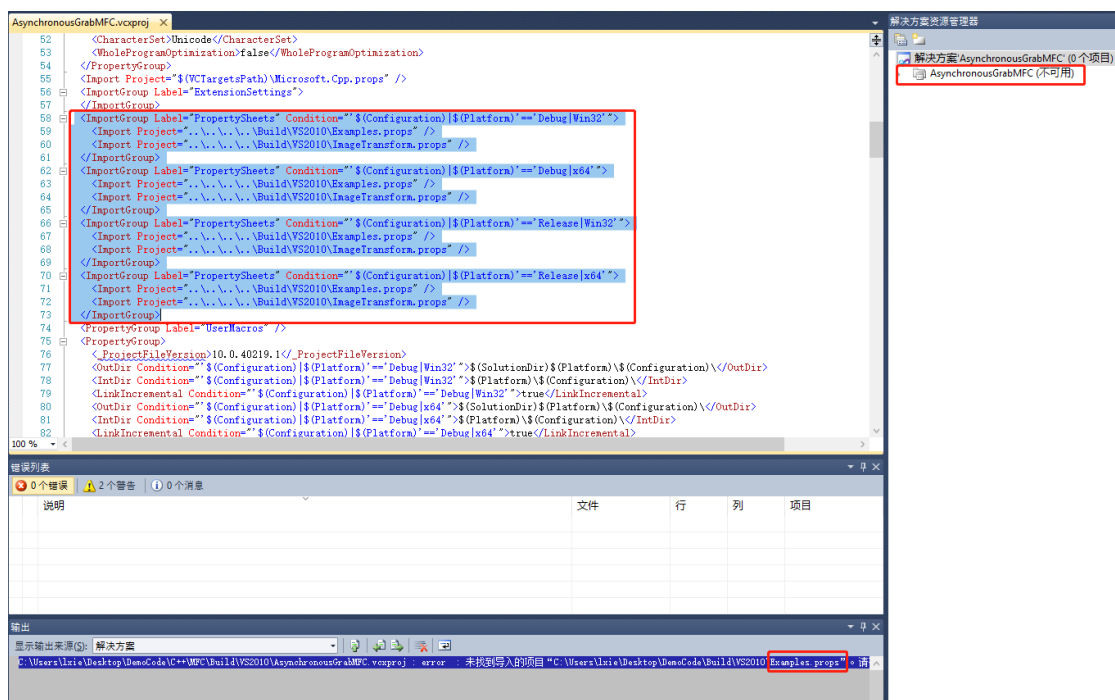 AsynchronousGrabMFC.vcxproj
52 <CharacterSet>Unicode</CharacterSet>
53 <WholeProgramOptimization>false</WholeProgramOptimization>
54 </PropertyGroup>
55 <Import Project="$(VCTargetsPath)\Microsoft.Cpp.props" />
56 <ImportGroup Label="ExtensionSettings">
57 </ImportGroup>
58 <ImportGroup Label="PropertySheets" Condition="'$(Configuration)|$(Platform)'=='Debug|Win32'">
59 <Import Project="..\..\..\..\Build\VS2010\Examples.props" />
60 <Import Project="..\..\..\..\Build\VS2010\ImageTransform.props" />
61 </ImportGroup>
62 <ImportGroup Label="PropertySheets" Condition="'$(Configuration)|$(Platform)'=='Debug|x64'">
63 <Import Project="..\..\..\..\Build\VS2010\Examples.props" />
64 <Import Project="..\..\..\..\Build\VS2010\ImageTransform.props" />
65 </ImportGroup>
66 <ImportGroup Label="PropertySheets" Condition="'$(Configuration)|$(Platform)'=='Release|Win32'">
67 <Import Project="..\..\..\..\Build\VS2010\Examples.props" />
68 <Import Project="..\..\..\..\Build\VS2010\ImageTransform.props" />
69 </ImportGroup>
70 <ImportGroup Label="PropertySheets" Condition="'$(Configuration)|$(Platform)'=='Release|x64'">
71 <Import Project="..\..\..\..\Build\VS2010\Examples.props" />
72 <Import Project="..\..\..\..\Build\VS2010\ImageTransform.props" />
73 </ImportGroup>
74 <PropertyGroup Label="UserMacros" />
75 <PropertyGroup>
76 <_ProjectFileVersion>10.0.40219.1</_ProjectFileVersion>
77 <OutDir Condition="'$(Configuration)|$(Platform)'=='Debug|Win32'">$(SolutionDir)$(Platform)\$(Configuration)\</OutDir>
78 <IntDir Condition="'$(Configuration)|$(Platform)'=='Debug|Win32'">$(Platform)\$(Configuration)\</IntDir>
79 <LinkIncremental Condition="'$(Configuration)|$(Platform)'=='Debug|Win32'">true</LinkIncremental>
80 <OutDir Condition="'$(Configuration)|$(Platform)'=='Debug|x64'">$(SolutionDir)$(Platform)\$(Configuration)\</OutDir>
81 <IntDir Condition="'$(Configuration)|$(Platform)'=='Debug|x64'">$(Platform)\$(Configuration)\</IntDir>
82 <LinkIncremental Condition="'$(Configuration)|$(Platform)'=='Debug|x64'">true</LinkIncremental>
100 %
解决方案资源管理器
解决方案'AsynchronousGrabMFC' (0 个项目)
AsynchronousGrabMFC (不可用)
错误列表
0 个错误 2 个警告 0 个消息
说明 文件 行 列 项目
输出
显示输出来源(S): 解决方案
C:\Users\lxie\Desktop\DemoCode\C++\MFC\Build\VS2010\AsynchronousGrabMFC.vcxproj : error : 未找到导入的项目“C:\Users\lxie\Desktop\DemoCode\Build\VS2010\Examples.props”。请